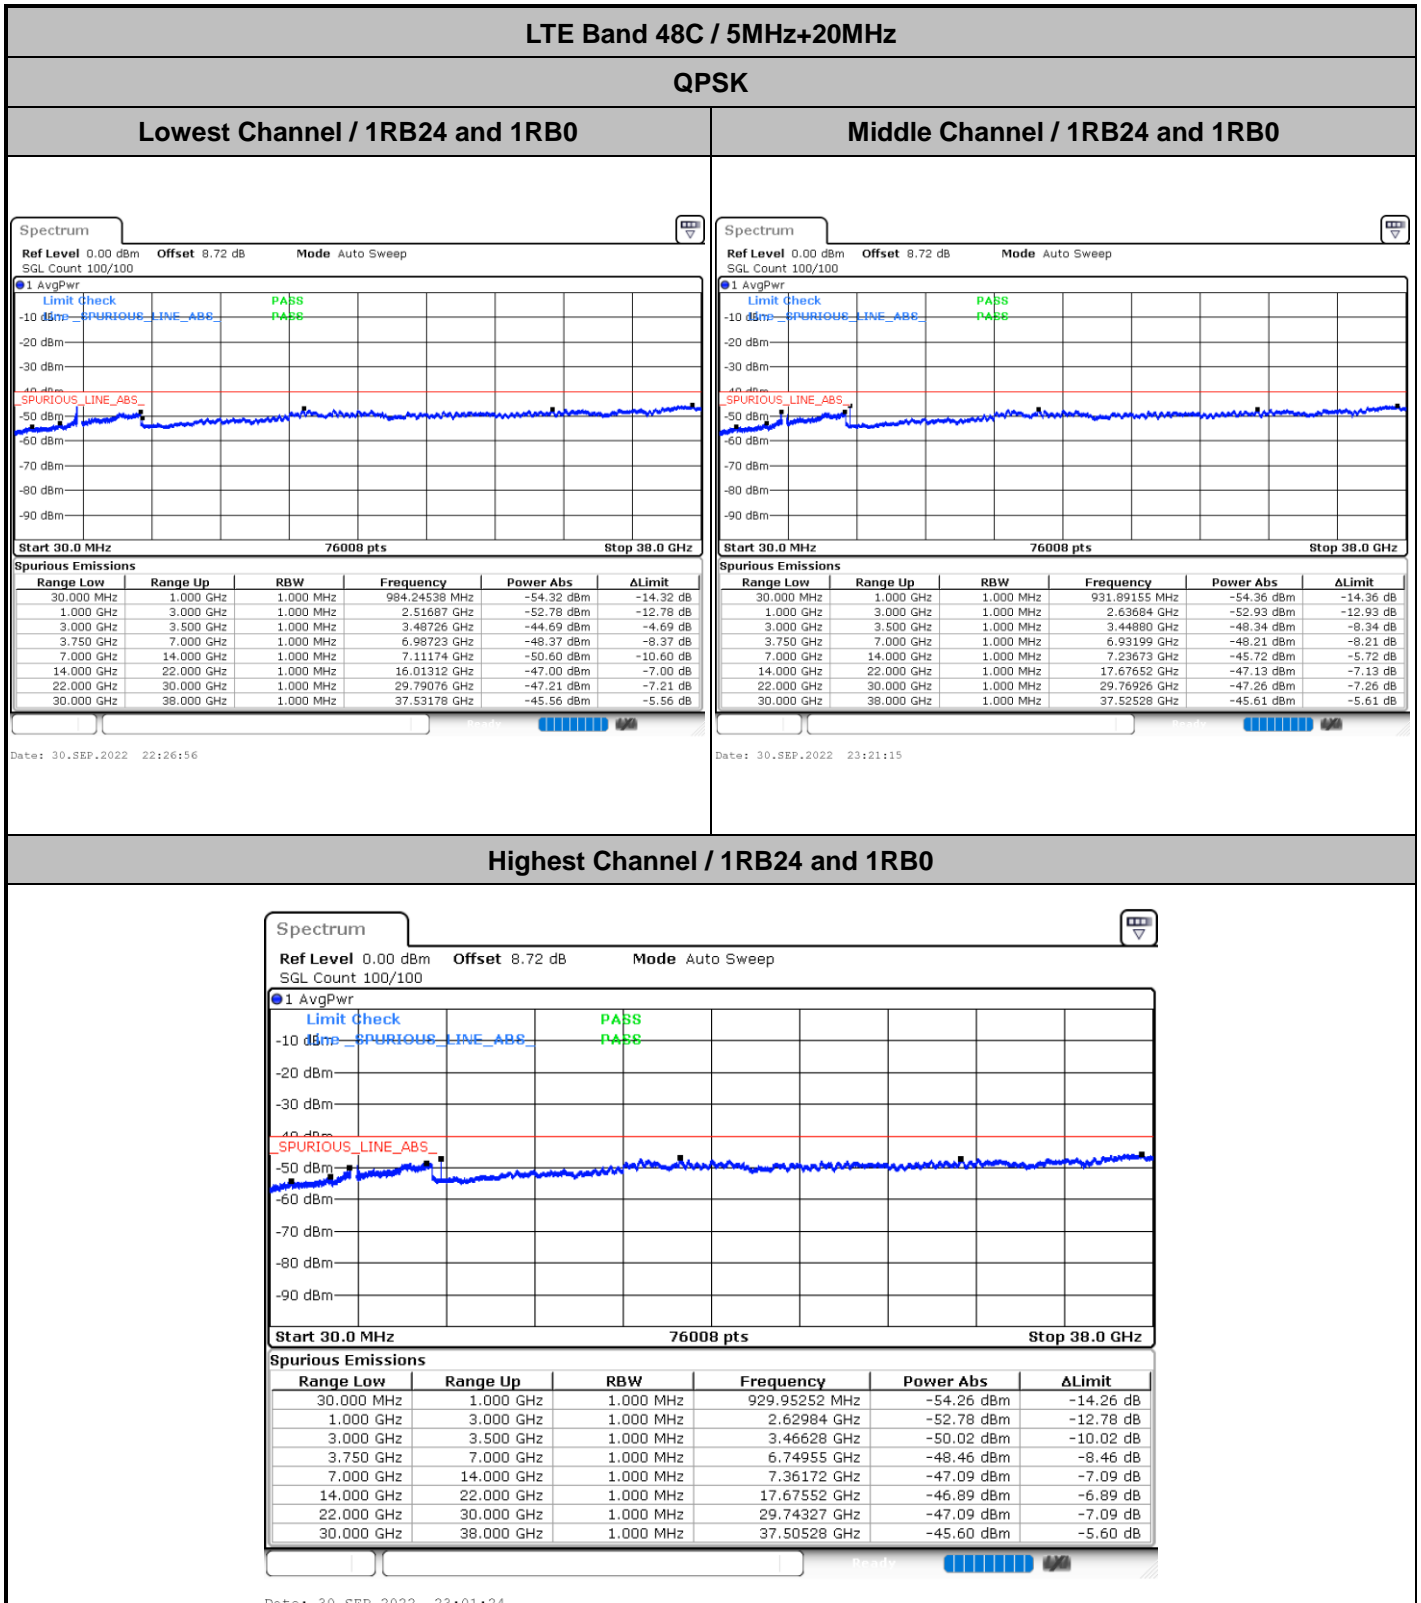 LTE Band 48C / 5MHz+20MHz
QPSK
Lowest Channel / 1RB24 and 1RB0
Middle Channel / 1RB24 and 1RB0
Spectrum
Ref Level 0.00 dBm Offset 8.72 dB Mode Auto Sweep
SGL Count 100/100
1 AvgPwr
Limit Check PASS
-10 dBm Line _SPURIOUS_LINE_ABS_ PASS
-20 dBm
-30 dBm
-40 dBm
_SPURIOUS_LINE_ABS_
-50 dBm
-60 dBm
-70 dBm
-80 dBm
-90 dBm
Start 30.0 MHz 76008 pts Stop 38.0 GHz
Spurious Emissions
Range Low Range Up RBW Frequency Power Abs ΔLimit
30.000 MHz 1.000 GHz 1.000 MHz 984.24538 MHz -54.32 dBm -14.32 dB
1.000 GHz 3.000 GHz 1.000 MHz 2.51687 GHz -52.78 dBm -12.78 dB
3.000 GHz 3.500 GHz 1.000 MHz 3.48726 GHz -44.69 dBm -4.69 dB
3.750 GHz 7.000 GHz 1.000 MHz 6.98723 GHz -48.37 dBm -8.37 dB
7.000 GHz 14.000 GHz 1.000 MHz 7.11174 GHz -50.60 dBm -10.60 dB
14.000 GHz 22.000 GHz 1.000 MHz 16.01312 GHz -47.00 dBm -7.00 dB
22.000 GHz 30.000 GHz 1.000 MHz 29.79076 GHz -47.21 dBm -7.21 dB
30.000 GHz 38.000 GHz 1.000 MHz 37.53178 GHz -45.56 dBm -5.56 dB
Ready
Date: 30.SEP.2022 22:26:56
Spectrum
Ref Level 0.00 dBm Offset 8.72 dB Mode Auto Sweep
SGL Count 100/100
1 AvgPwr
Limit Check PASS
-10 dBm Line _SPURIOUS_LINE_ABS_ PASS
-20 dBm
-30 dBm
-40 dBm
_SPURIOUS_LINE_ABS_
-50 dBm
-60 dBm
-70 dBm
-80 dBm
-90 dBm
Start 30.0 MHz 76008 pts Stop 38.0 GHz
Spurious Emissions
Range Low Range Up RBW Frequency Power Abs ΔLimit
30.000 MHz 1.000 GHz 1.000 MHz 931.89155 MHz -54.36 dBm -14.36 dB
1.000 GHz 3.000 GHz 1.000 MHz 2.63684 GHz -52.93 dBm -12.93 dB
3.000 GHz 3.500 GHz 1.000 MHz 3.44880 GHz -48.34 dBm -8.34 dB
3.750 GHz 7.000 GHz 1.000 MHz 6.93199 GHz -48.21 dBm -8.21 dB
7.000 GHz 14.000 GHz 1.000 MHz 7.23673 GHz -45.72 dBm -5.72 dB
14.000 GHz 22.000 GHz 1.000 MHz 17.67652 GHz -47.13 dBm -7.13 dB
22.000 GHz 30.000 GHz 1.000 MHz 29.76926 GHz -47.26 dBm -7.26 dB
30.000 GHz 38.000 GHz 1.000 MHz 37.52528 GHz -45.61 dBm -5.61 dB
Ready
Date: 30.SEP.2022 23:21:15
Highest Channel / 1RB24 and 1RB0
Spectrum
Ref Level 0.00 dBm Offset 8.72 dB Mode Auto Sweep
SGL Count 100/100
1 AvgPwr
Limit Check PASS
-10 dBm Line _SPURIOUS_LINE_ABS_ PASS
-20 dBm
-30 dBm
-40 dBm
_SPURIOUS_LINE_ABS_
-50 dBm
-60 dBm
-70 dBm
-80 dBm
-90 dBm
Start 30.0 MHz 76008 pts Stop 38.0 GHz
Spurious Emissions
Range Low Range Up RBW Frequency Power Abs ΔLimit
30.000 MHz 1.000 GHz 1.000 MHz 929.95252 MHz -54.26 dBm -14.26 dB
1.000 GHz 3.000 GHz 1.000 MHz 2.62984 GHz -52.78 dBm -12.78 dB
3.000 GHz 3.500 GHz 1.000 MHz 3.46628 GHz -50.02 dBm -10.02 dB
3.750 GHz 7.000 GHz 1.000 MHz 6.74955 GHz -48.46 dBm -8.46 dB
7.000 GHz 14.000 GHz 1.000 MHz 7.36172 GHz -47.09 dBm -7.09 dB
14.000 GHz 22.000 GHz 1.000 MHz 17.67552 GHz -46.89 dBm -6.89 dB
22.000 GHz 30.000 GHz 1.000 MHz 29.74327 GHz -47.09 dBm -7.09 dB
30.000 GHz 38.000 GHz 1.000 MHz 37.50528 GHz -45.60 dBm -5.60 dB
Ready
Date: 30.SEP.2022 23:01:24